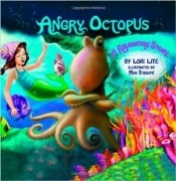 ANGRY OCTOPUS
A Relaxation Story
BY LORI LITE
ILLUSTRATED BY
MAX STASUYK